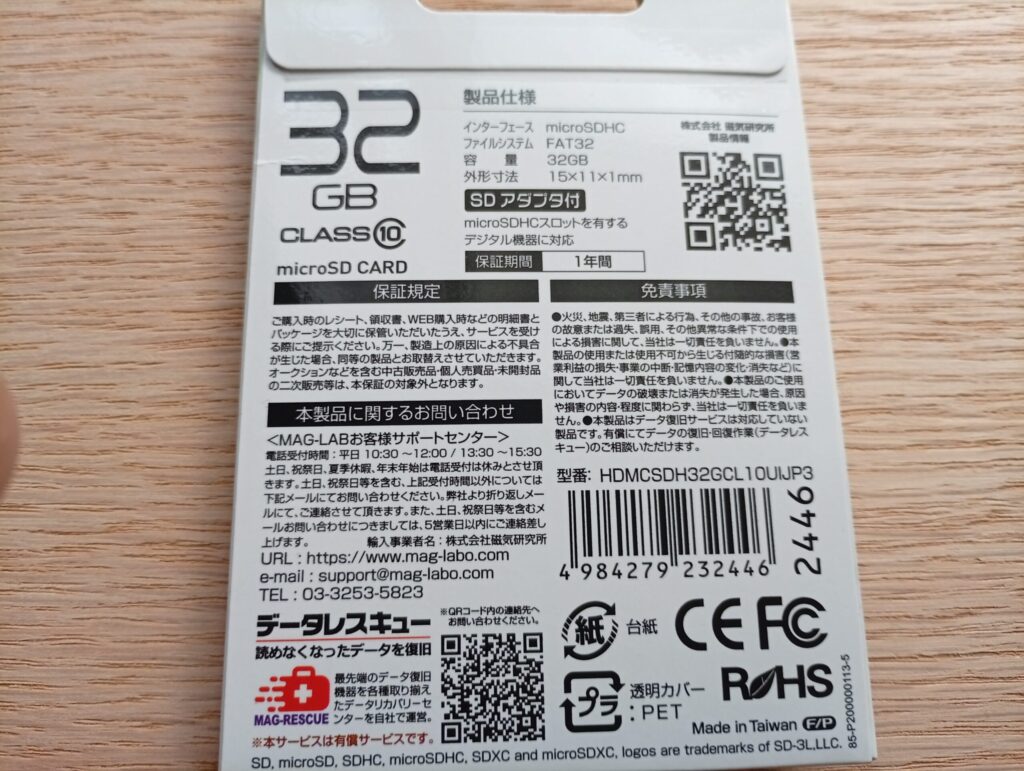 32
GB
CLASS 10
microSD CARD
製品仕様
インターフェース microSDHC
ファイルシステム FAT32
容量 32GB
外形寸法 15×11×1mm
SD アダプタ付
microSDHCスロットを有する
デジタル機器に対応
保証期間 1年間
株式会社 磁気研究所
製品情報
保証規定
ご購入時のレシート、領収書、WEB購入時などの明細書と
パッケージを大切に保管いただいたうえ、サービスを受け
る際にご提示ください。万一、製造上の原因による不具合
が生じた場合、同等の製品とお取替えさせていただきます。
オークションなどを含む中古販売品・個人売買品・未開封品
の二次販売等は、本保証の対象外となります。
本製品に関するお問い合わせ
<MAG-LABお客様サポートセンター>
電話受付時間：平日 10:30～12:00 / 13:30～15:30
土日、祝祭日、夏季休暇、年末年始は電話受付は休みとさせて頂
きます。土日、祝祭日等を含む、上記受付時間以外については
下記メールにてお問い合わせください。弊社より折り返しメー
ルにて、ご連絡させて頂きます。また、土日、祝祭日等を含むメ
ールお問い合わせにつきましては、5営業日以内にご連絡差し
上げます。 輸入事業者名：株式会社磁気研究所
URL : https://www.mag-labo.com
e-mail : support@mag-labo.com
TEL : 03-3253-5823
データレスキュー
読めなくなったデータを復旧
MAG-RESCUE
最先端のデータ復旧
機器を各種取り揃え
たデータリカバリーセ
ンターを自社で運営。
※本サービスは有償サービスです。
※QRコード内の連絡先へ
お問い合わせください。
免責事項
●火災、地震、第三者による行為、その他の事故、お客様
の故意または過失、誤用、その他異常な条件下での使用
による損害に関して、当社は一切責任を負いません。●本
製品の使用または使用不可から生じる付随的な損害(営
業利益の損失・事業の中断・記憶内容の変化・消失など)に
関して当社は一切責任を負いません。●本製品のご使用
においてデータの破壊または消失が発生した場合、原因
や損害の内容・程度に関わらず、当社は一切責任を負いま
せん。●本製品はデータ復旧サービスは対応していない
製品です。有償にてデータの復旧・回復作業(データレス
キュー)のご相談いただけます。
型番: HDMCSDH32GCL10UIJP3
4 984279 232446
2446
紙 台紙
CE FC
プラ 透明カバー
: PET
RoHS
Made in Taiwan F/P
85-P20000113-5
SD, microSD, SDHC, microSDHC, SDXC and microSDXC, logos are trademarks of SD-3L,LLC.